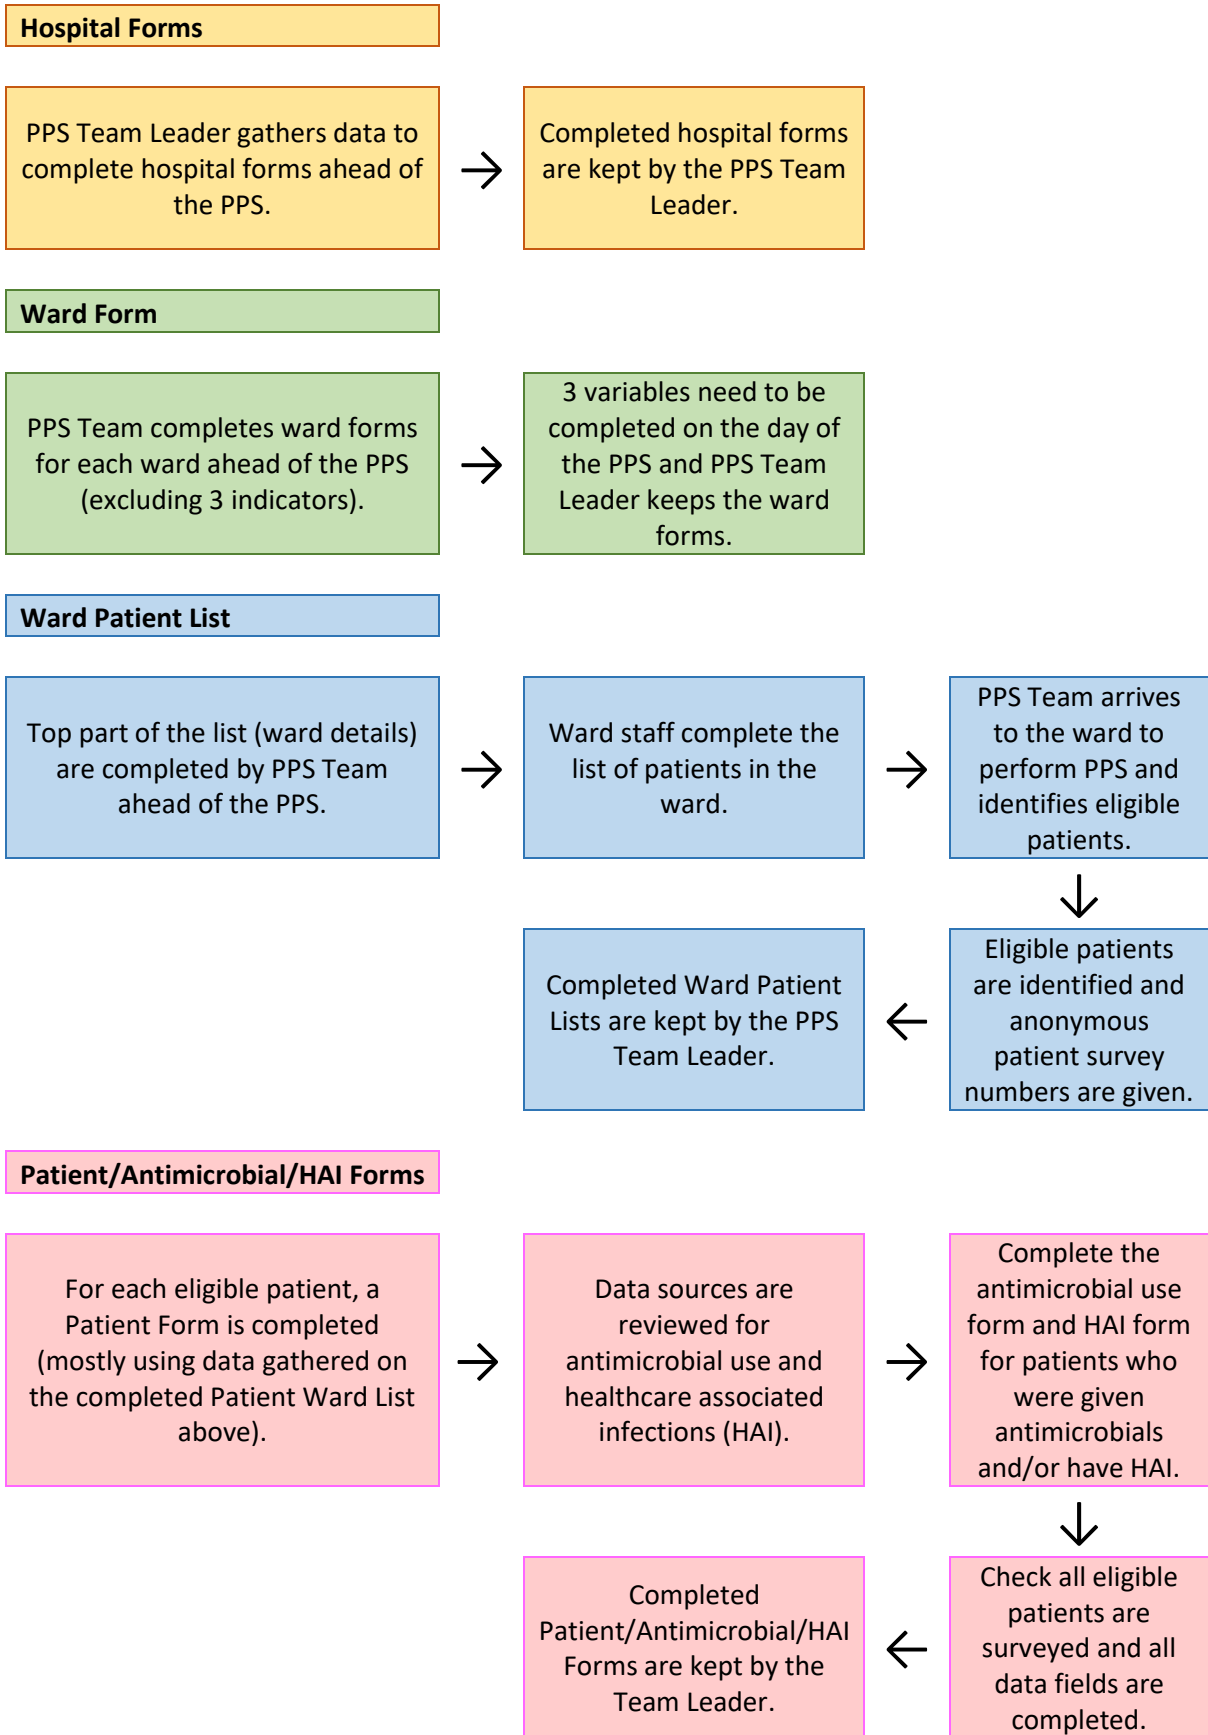 Hospital Forms
PPS Team Leader gathers data to
complete hospital forms ahead of
the PPS.
Completed hospital forms
are kept by the PPS Team
Leader.
Ward Form
PPS Team completes ward forms
for each ward ahead of the PPS
(excluding 3 indicators).
3 variables need to be
completed on the day of
the PPS and PPS Team
Leader keeps the ward
forms.
Ward Patient List
Top part of the list (ward details)
are completed by PPS Team
ahead of the PPS.
Ward staff complete the
list of patients in the
ward.
PPS Team arrives
to the ward to
perform PPS and
identifies eligible
patients.
Eligible patients
are identified and
anonymous
patient survey
numbers are given.
Completed Ward Patient
Lists are kept by the PPS
Team Leader.
Patient/Antimicrobial/HAI Forms
For each eligible patient, a
Patient Form is completed
(mostly using data gathered on
the completed Patient Ward List
above).
Data sources are
reviewed for
antimicrobial use and
healthcare associated
infections (HAI).
Complete the
antimicrobial use
form and HAI form
for patients who
were given
antimicrobials
and/or have HAI.
Check all eligible
patients are
surveyed and all
data fields are
completed.
Completed
Patient/Antimicrobial/HAI
Forms are kept by the
Team Leader.